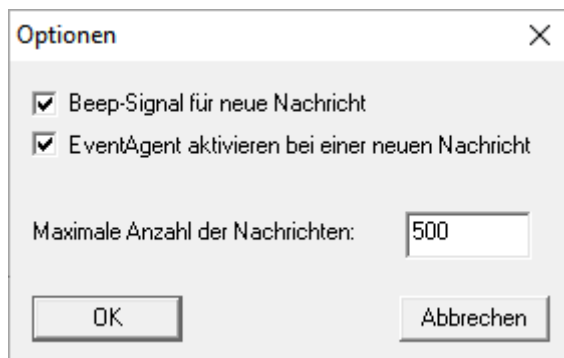 Optionen
Beep-Signal für neue Nachricht
EventAgent aktivieren bei einer neuen Nachricht
Maximale Anzahl der Nachrichten: 500
OK Abbrechen